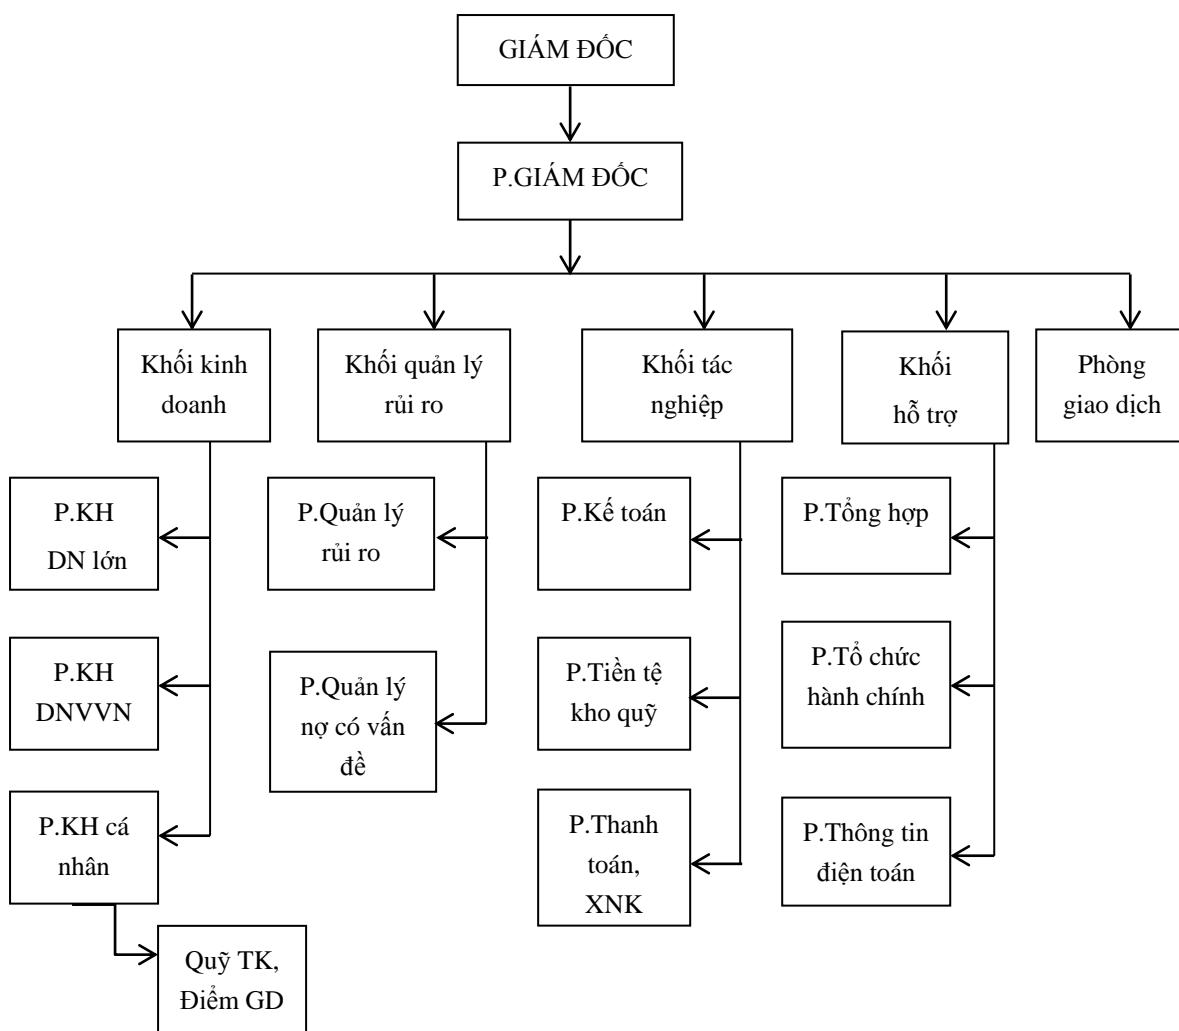 GIÁM ĐỐC
P.GIÁM ĐỐC
Khối kinh
doanh
Khối quản lý
rủi ro
Khối tác
nghiệp
Khối
hỗ trợ
Phòng
giao dịch
P.KH
DN lớn
P.Quản lý
rủi ro
P.Kế toán
P.Tổng hợp
P.KH
DNVVN
P.Quản lý
nợ có vấn
đề
P.Tiền tệ
kho quỹ
P.Tổ chức
hành chính
P.KH cá
nhân
P.Thanh
toán,
XNK
P.Thông tin
điện toán
Quỹ TK,
Điểm GD